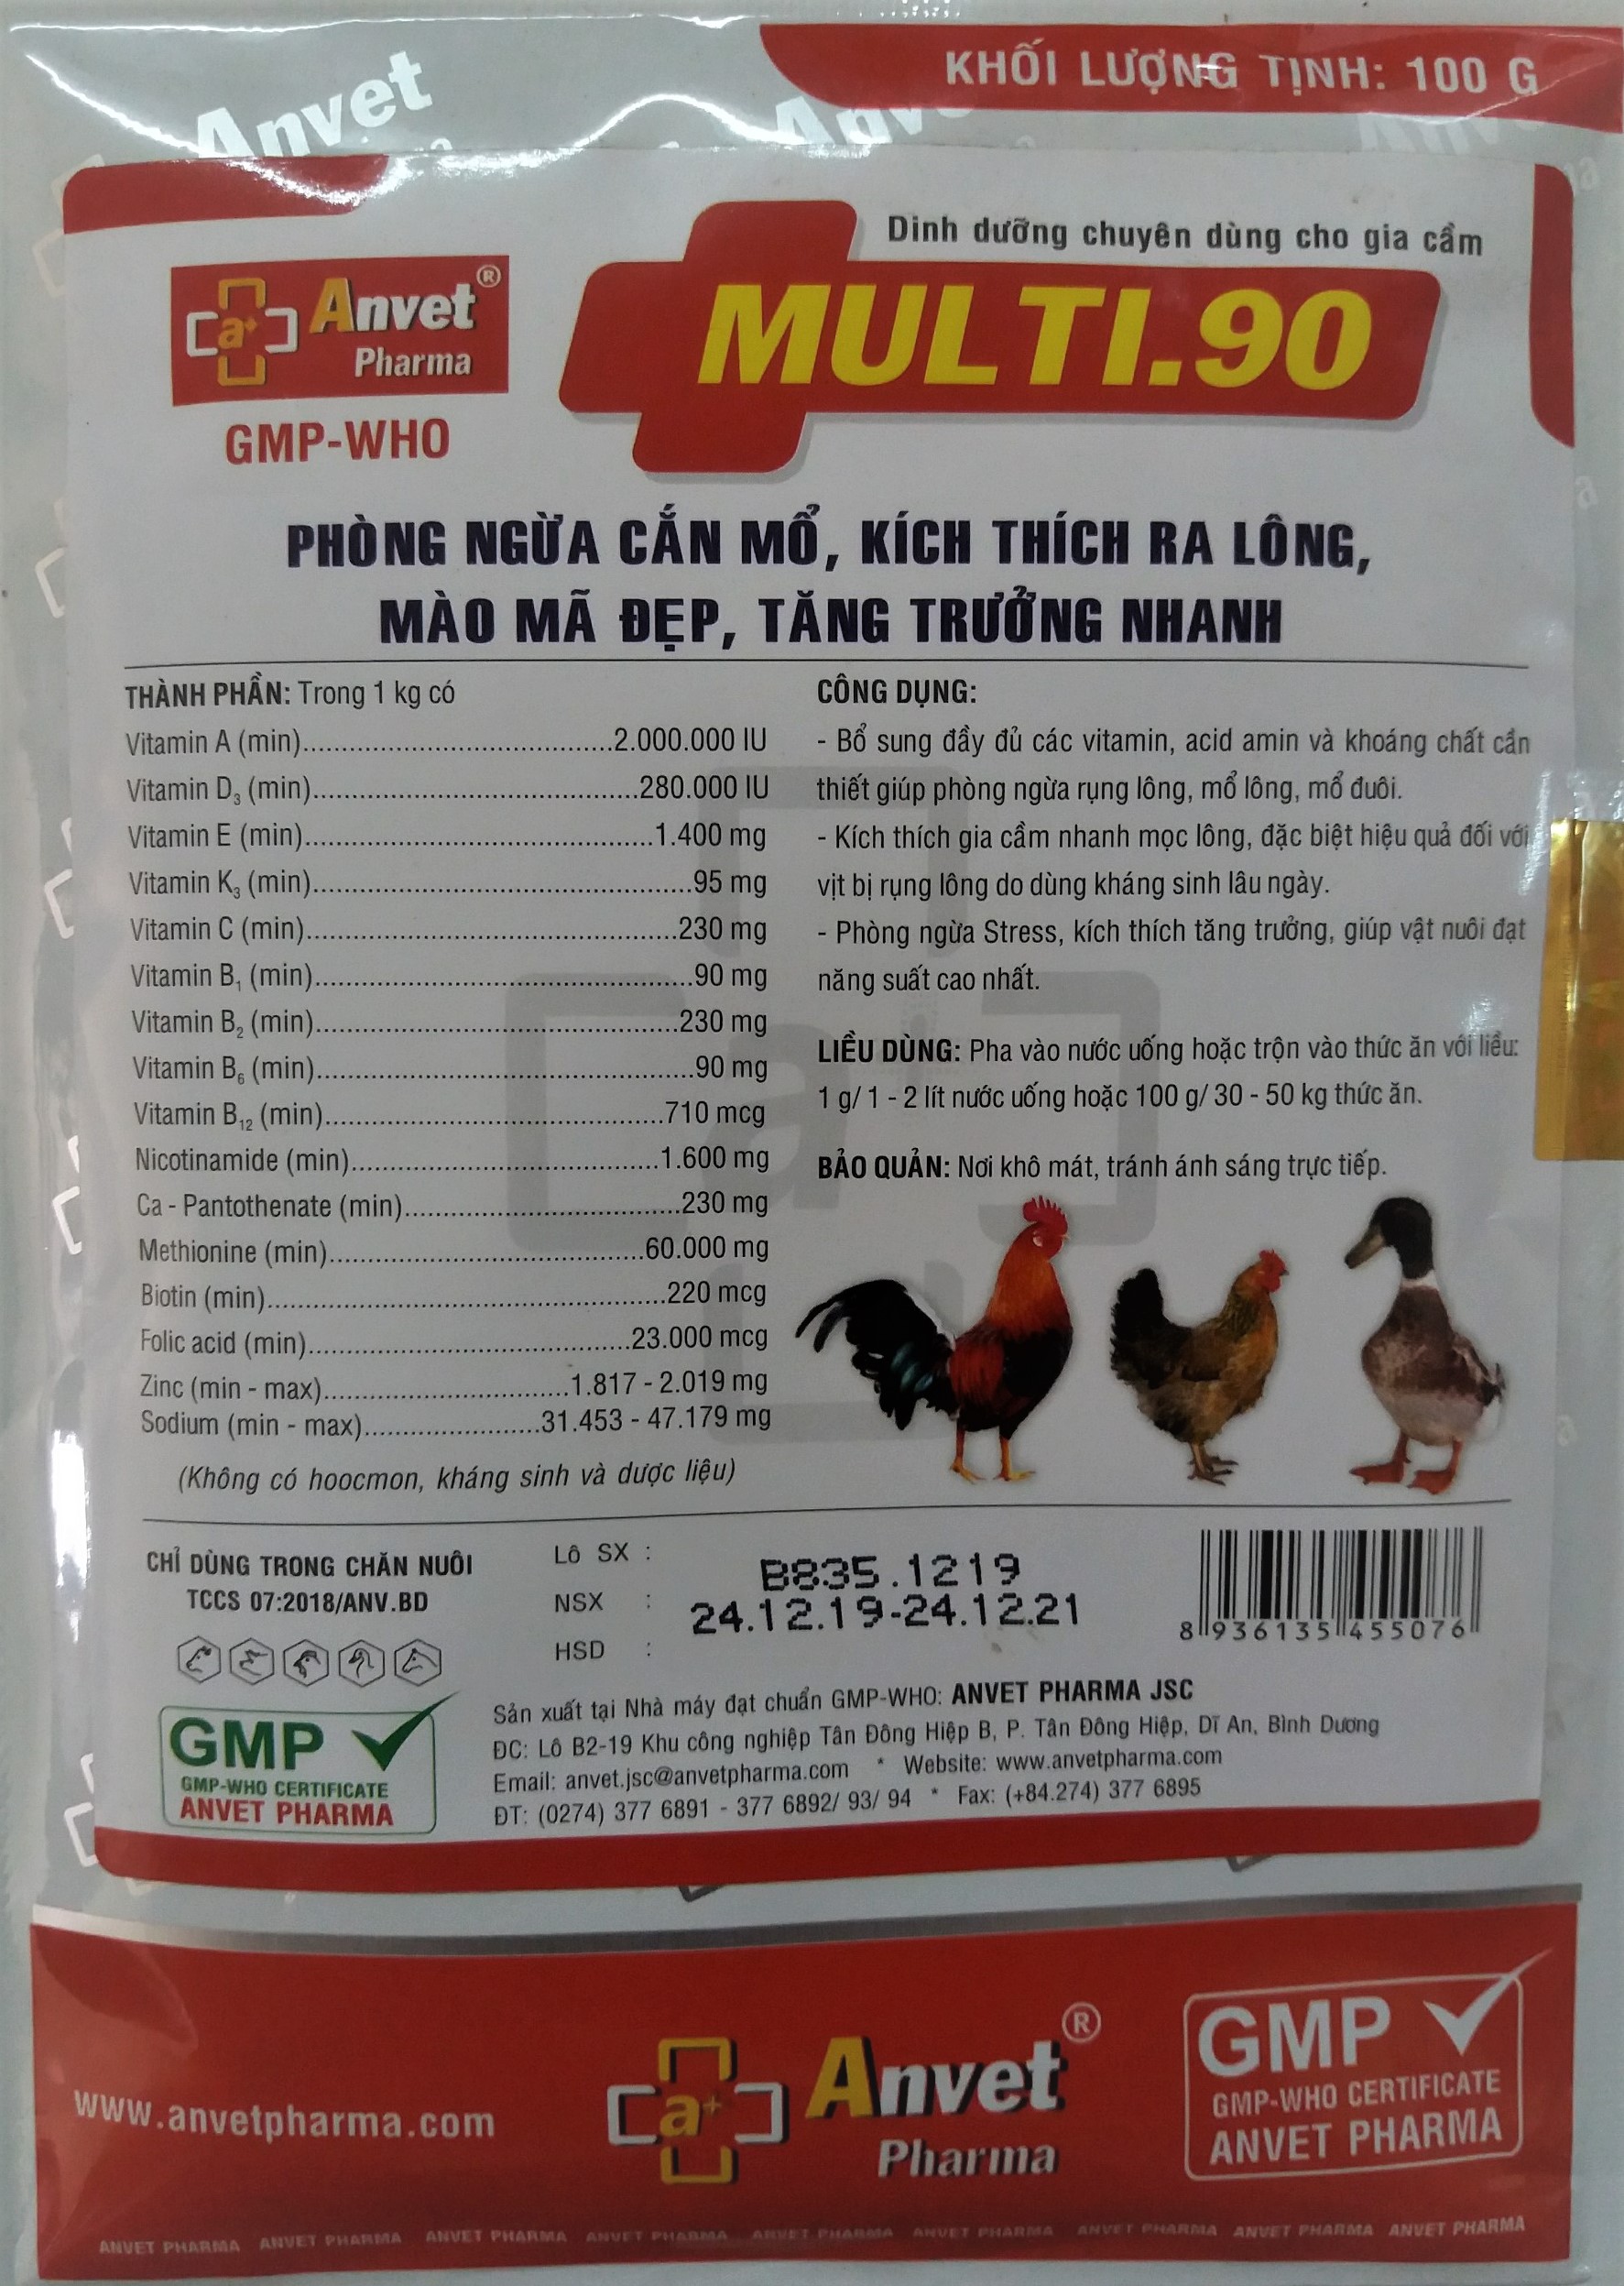 Anvet
KHỐI LƯỢNG TỊNH: 100 G
Dinh dưỡng chuyên dùng cho gia cầm
a+ Anvet®
Pharma
GMP-WHO
MULTI.90
PHÒNG NGỪA CẮN MỔ, KÍCH THÍCH RA LÔNG,
MÀO MÃ ĐẸP, TĂNG TRƯỞNG NHANH
THÀNH PHẦN: Trong 1 kg có
Vitamin A (min)..........2.000.000 IU
Vitamin D₃ (min)..........280.000 IU
Vitamin E (min)..........1.400 mg
Vitamin K₃ (min)..........95 mg
Vitamin C (min)..........230 mg
Vitamin B₁ (min)..........90 mg
Vitamin B₂ (min)..........230 mg
Vitamin B₆ (min)..........90 mg
Vitamin B₁₂ (min)..........710 mcg
Nicotinamide (min)..........1.600 mg
Ca - Pantothenate (min)..........230 mg
Methionine (min)..........60.000 mg
Biotin (min)..........220 mcg
Folic acid (min)..........23.000 mcg
Zinc (min - max)..........1.817 - 2.019 mg
Sodium (min - max)..........31.453 - 47.179 mg
(Không có hoocmon, kháng sinh và dược liệu)
CÔNG DỤNG:
- Bổ sung đầy đủ các vitamin, acid amin và khoáng chất cần
thiết giúp phòng ngừa rụng lông, mổ lông, mổ đuôi.
- Kích thích gia cầm nhanh mọc lông, đặc biệt hiệu quả đối với
vịt bị rụng lông do dùng kháng sinh lâu ngày.
- Phòng ngừa Stress, kích thích tăng trưởng, giúp vật nuôi đạt
năng suất cao nhất.
LIỀU DÙNG: Pha vào nước uống hoặc trộn vào thức ăn với liều:
1 g/ 1 - 2 lít nước uống hoặc 100 g/ 30 - 50 kg thức ăn.
BẢO QUẢN: Nơi khô mát, tránh ánh sáng trực tiếp.
CHỈ DÙNG TRONG CHĂN NUÔI
TCCS 07:2018/ANV.BD
Lô SX :
NSX :
HSD :
B835.1219
24.12.19-24.12.21
8 936135 455076
GMP
GMP-WHO CERTIFICATE
ANVET PHARMA
Sản xuất tại Nhà máy đạt chuẩn GMP-WHO: ANVET PHARMA JSC
ĐC: Lô B2-19 Khu công nghiệp Tân Đông Hiệp B, P. Tân Đông Hiệp, Dĩ An, Bình Dương
Email: anvet.jsc@anvetpharma.com * Website: www.anvetpharma.com
ĐT: (0274) 377 6891 - 377 6892/ 93/ 94 * Fax: (+84.274) 377 6895
www.anvetpharma.com
a+ Anvet®
Pharma
GMP
GMP-WHO CERTIFICATE
ANVET PHARMA
ANVET PHARMA ANVET PHARMA ANVET PHARMA ANVET PHARMA ANVET PHARMA ANVET PHARMA ANVET PHARMA ANVET PHARMA ANVET PHARMA